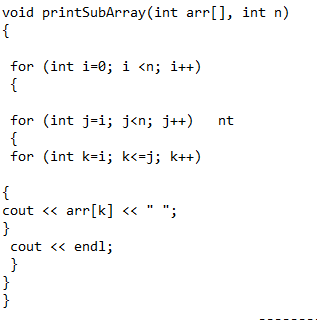 void printSubArray(int arr[], int n)
{
for (int i=0; i <n; i++)
{
for (int j=i; j<n; j++)   nt
{
for (int k=i; k<=j; k++)
{
cout << arr[k] << " ";
}
cout << endl;
}
}
}
--------